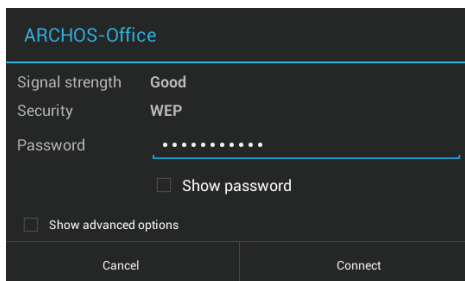 ARCHOS-Office
Signal strength Good
Security WEP
Password •••••••••••
Show password
Show advanced options
Cancel Connect